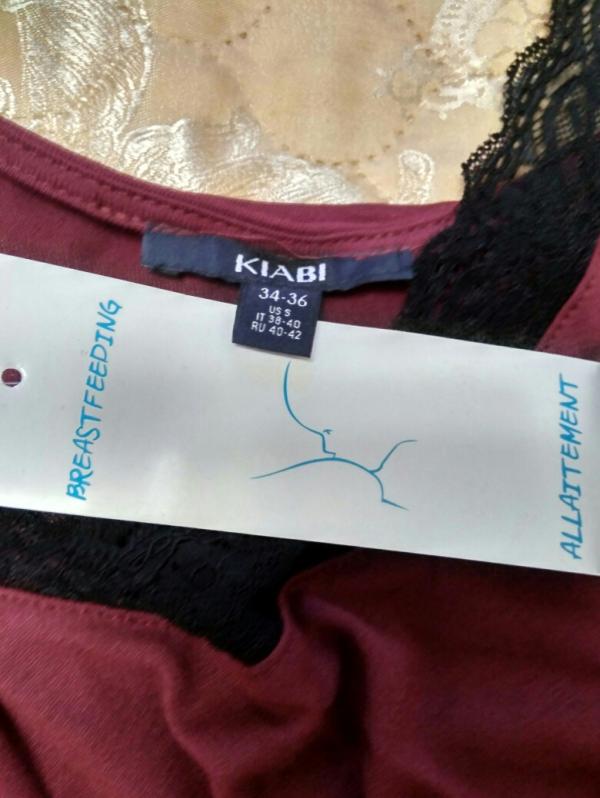 KIABI
34-36
US S
IT 38-40
RU 40-42
BREASTFEEDING
ALLAITEMENT